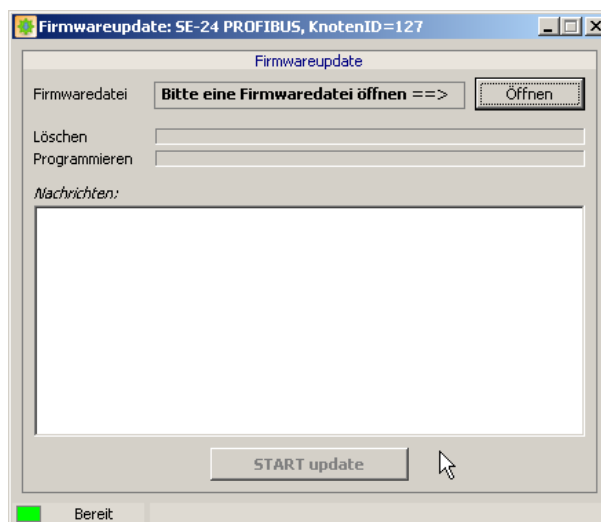 Firmwareupdate: SE-24 PROFIBUS, KnotenID=127
Firmwareupdate
Firmwaredatei Bitte eine Firmwaredatei öffnen ==> Öffnen
Löschen
Programmieren
Nachrichten:
START update
Bereit